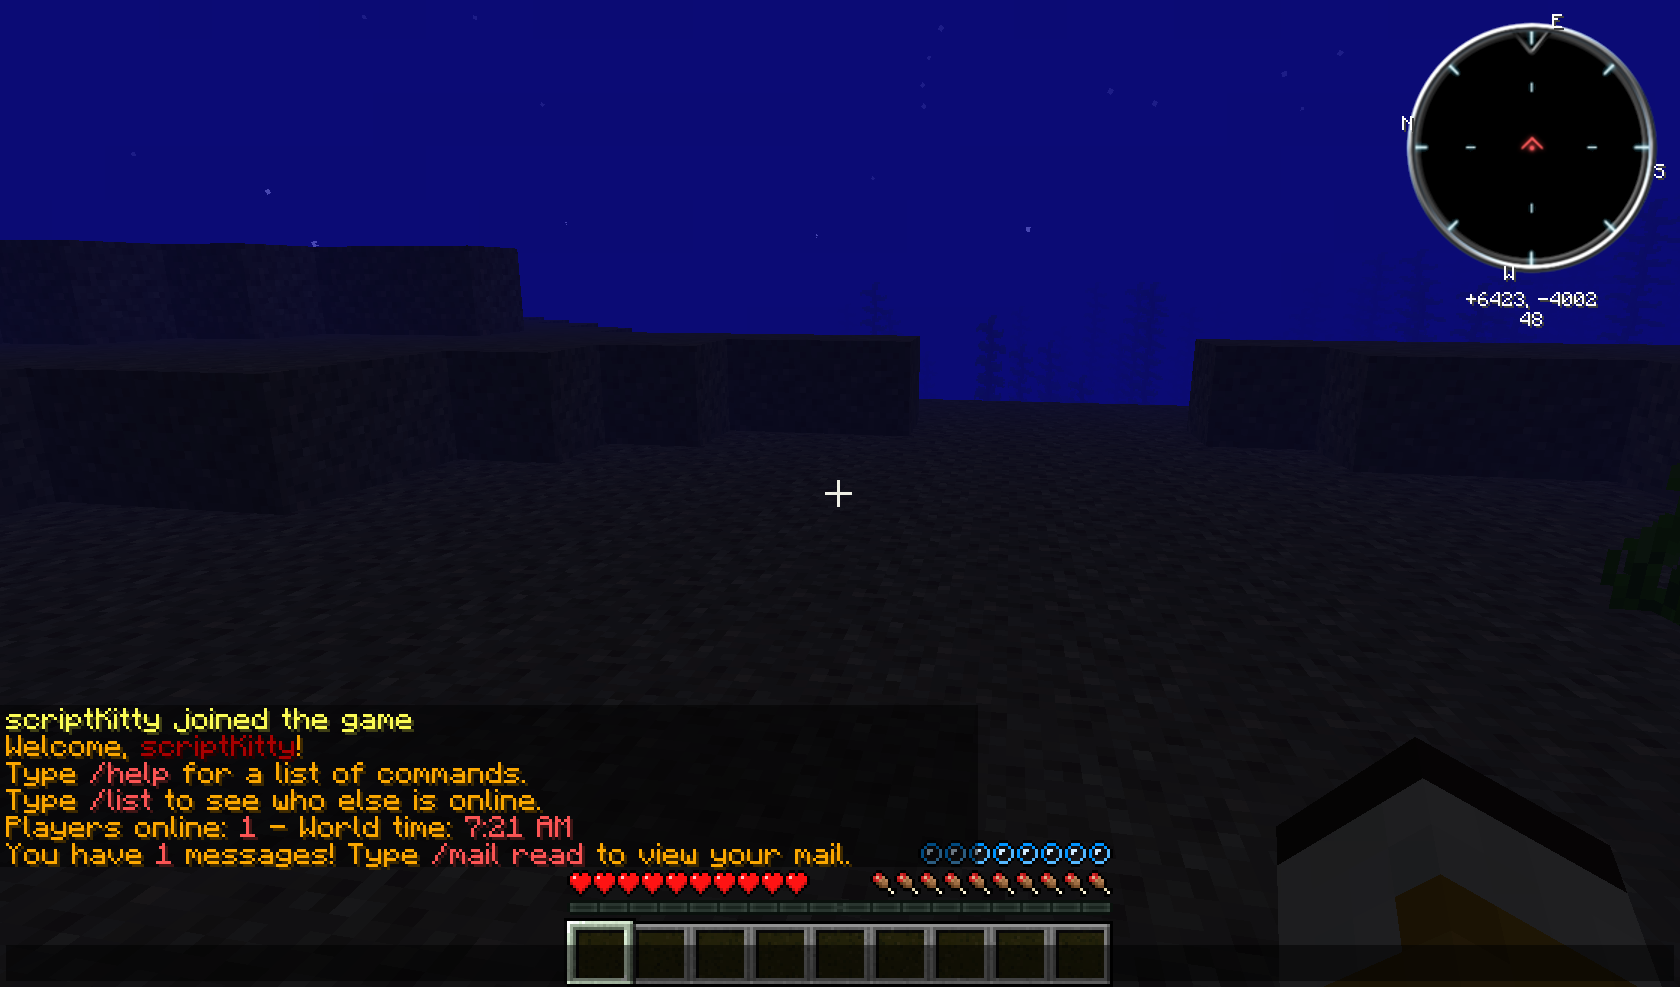 E
N
S
W
+6423, -4002
48
scriptKitty joined the game
Welcome, scriptKitty!
Type /help for a list of commands.
Type /list to see who else is online.
Players online: 1 - World time: 7:21 AM
You have 1 messages! Type /mail read to view your mail.